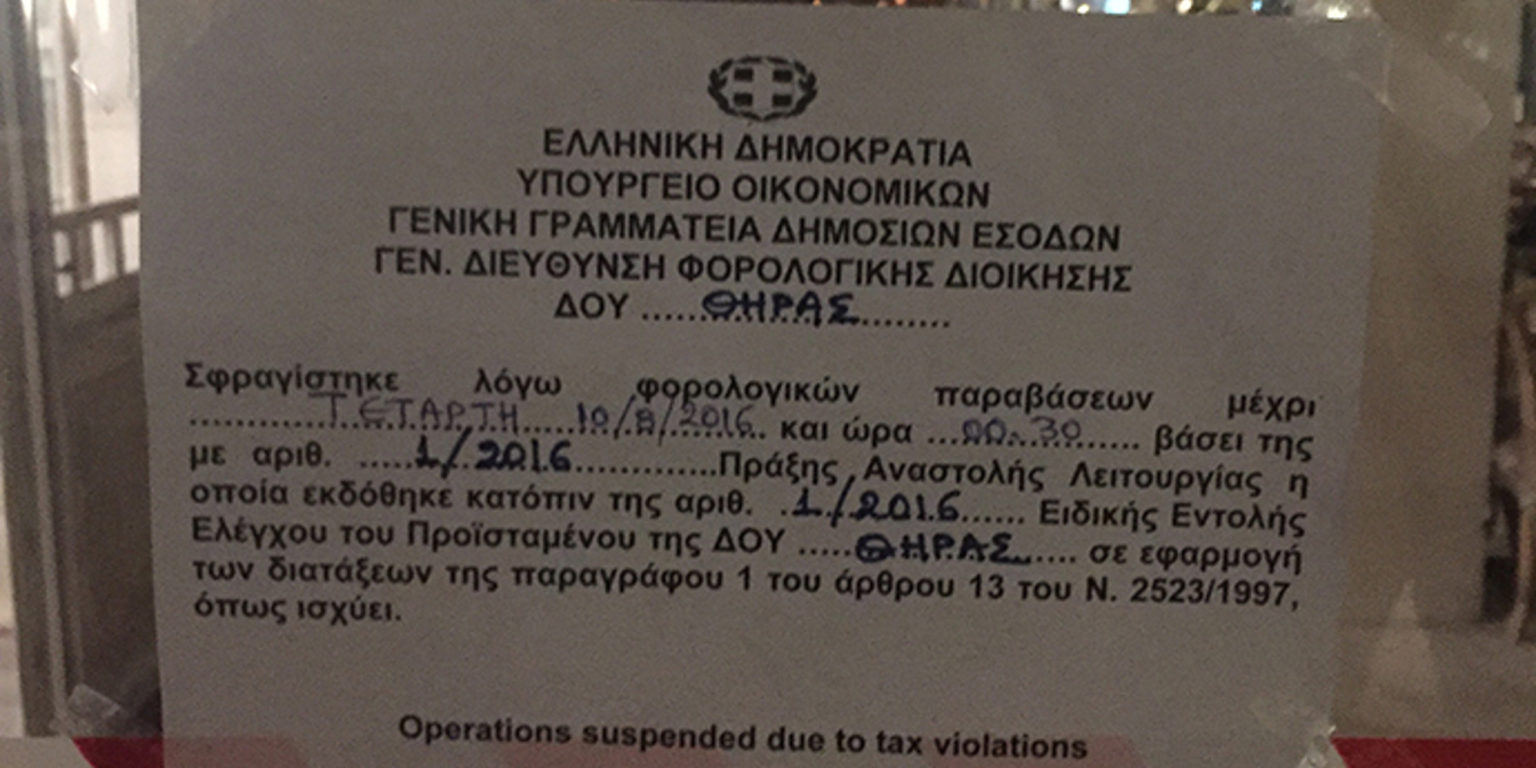 ΕΛΛΗΝΙΚΗ ΔΗΜΟΚΡΑΤΙΑ
ΥΠΟΥΡΓΕΙΟ ΟΙΚΟΝΟΜΙΚΩΝ
ΓΕΝΙΚΗ ΓΡΑΜΜΑΤΕΙΑ ΔΗΜΟΣΙΩΝ ΕΣΟΔΩΝ
ΓΕΝ. ΔΙΕΥΘΥΝΣΗ ΦΟΡΟΛΟΓΙΚΗΣ ΔΙΟΙΚΗΣΗΣ
ΔΟΥ ......ΘΗΡΑΣ.........
Σφραγίστηκε λόγω φορολογικών παραβάσεων μέχρι
............ΤΕΤΑΡΤΗ.....10/8/2016.. και ώρα ...00:30...... βάσει της
με αριθ. .....1/2016.............Πράξης Αναστολής Λειτουργίας η
οποία εκδόθηκε κατόπιν της αριθ. .1/2016...... Ειδικής Εντολής
Ελέγχου του Προϊσταμένου της ΔΟΥ .....ΘΗΡΑΣ...... σε εφαρμογή
των διατάξεων της παραγράφου 1 του άρθρου 13 του Ν. 2523/1997,
όπως ισχύει.
Operations suspended due to tax violations